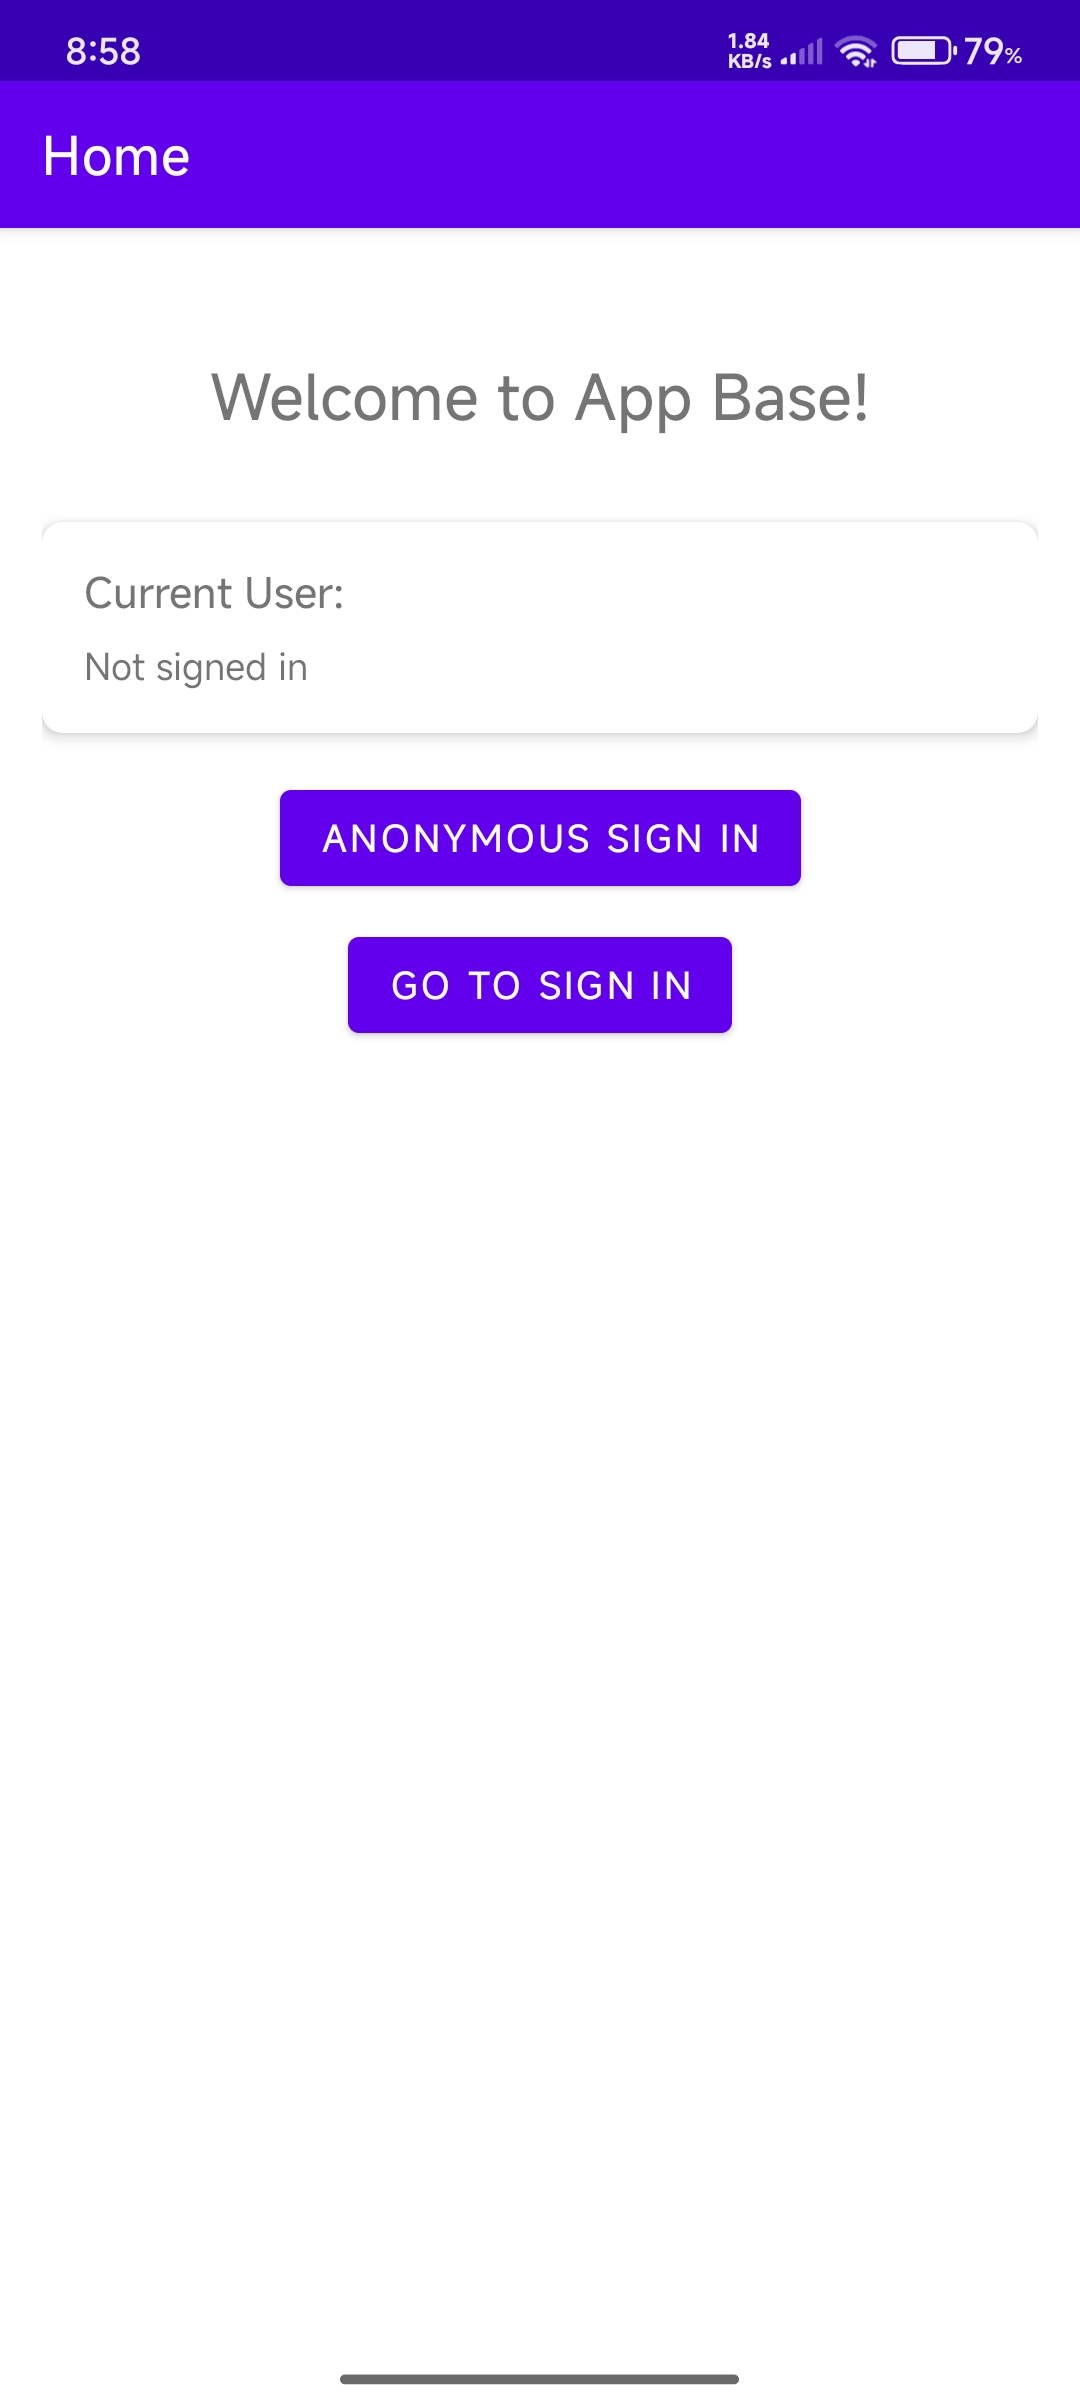 8:58
1.84
KB/s
79%
Home
Welcome to App Base!
Current User:
Not signed in
ANONYMOUS SIGN IN
GO TO SIGN IN